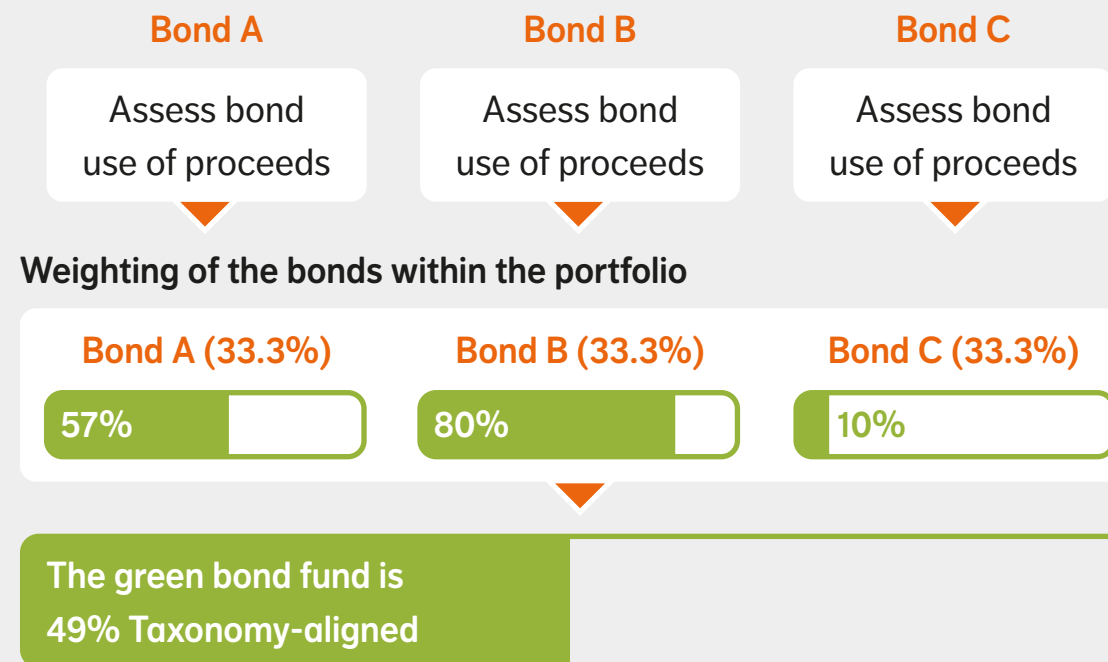 Bond A
Bond B
Bond C
Assess bond
use of proceeds
Assess bond
use of proceeds
Assess bond
use of proceeds
Weighting of the bonds within the portfolio
Bond A (33.3%)
Bond B (33.3%)
Bond C (33.3%)
57%
80%
10%
The green bond fund is
49% Taxonomy-aligned